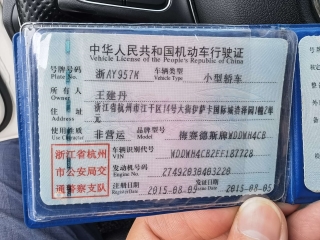 中华人民共和国机动车行驶证
Vehicle License of the People's Republic of China
号牌号码 浙AY957M 车辆类型 小型轿车
Plate No. Vehicle Type
所有人 王建丹
Owner
住址 浙江省杭州市江干区
Address
使用性质 非营运 品牌型号 梅赛德斯牌WDDWH4CB
Use Character Model
浙江省杭州市公安局交通警察支队
车辆识别代号
VIN
发动机号码
Engine No. 27492030403228
注册日期 2015-08-05 发证日期 2015-08-05
Register Date Issue Date